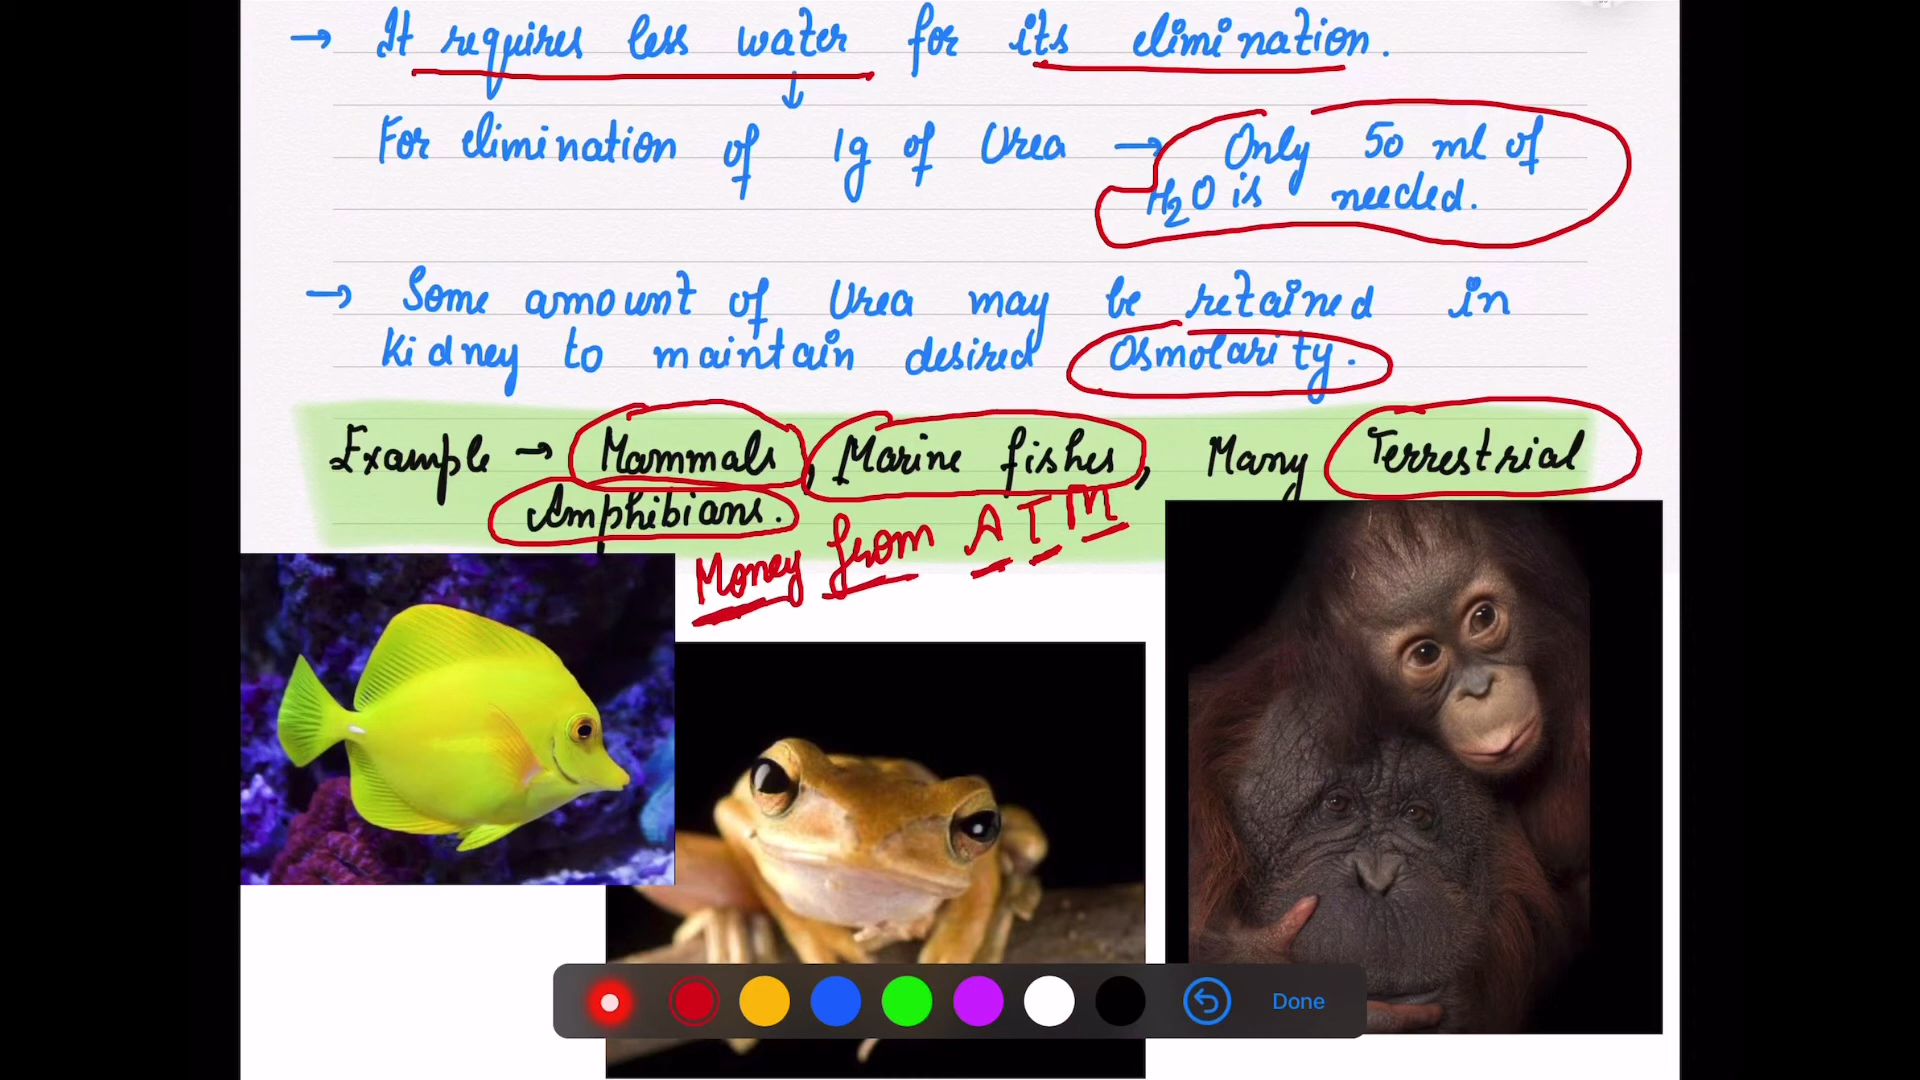 → It requires less water for its elimination.
↓
For elimination of 1g of Urea → Only 50 ml of
H₂O is needed.
→ Some amount of Urea may be retained in
kidney to maintain desired Osmolarity.
Example → Mammals, Marine fishes, Many Terrestrial
Amphibians.
Money from ATM
Done